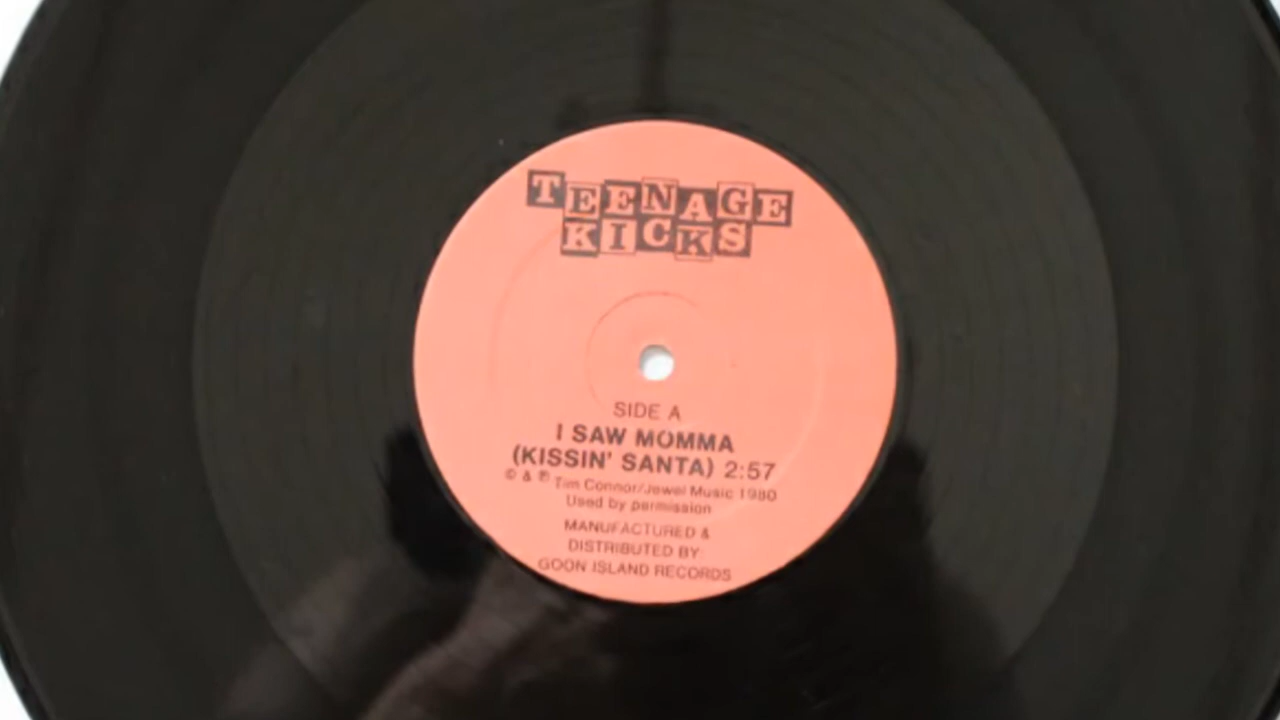 TEENAGE
KICKS
SIDE A
I SAW MOMMA
(KISSIN' SANTA) 2:57
© & ℗ Tim Connor/Jewel Music 1980
Used by permission
MANUFACTURED &
DISTRIBUTED BY:
GOON ISLAND RECORDS